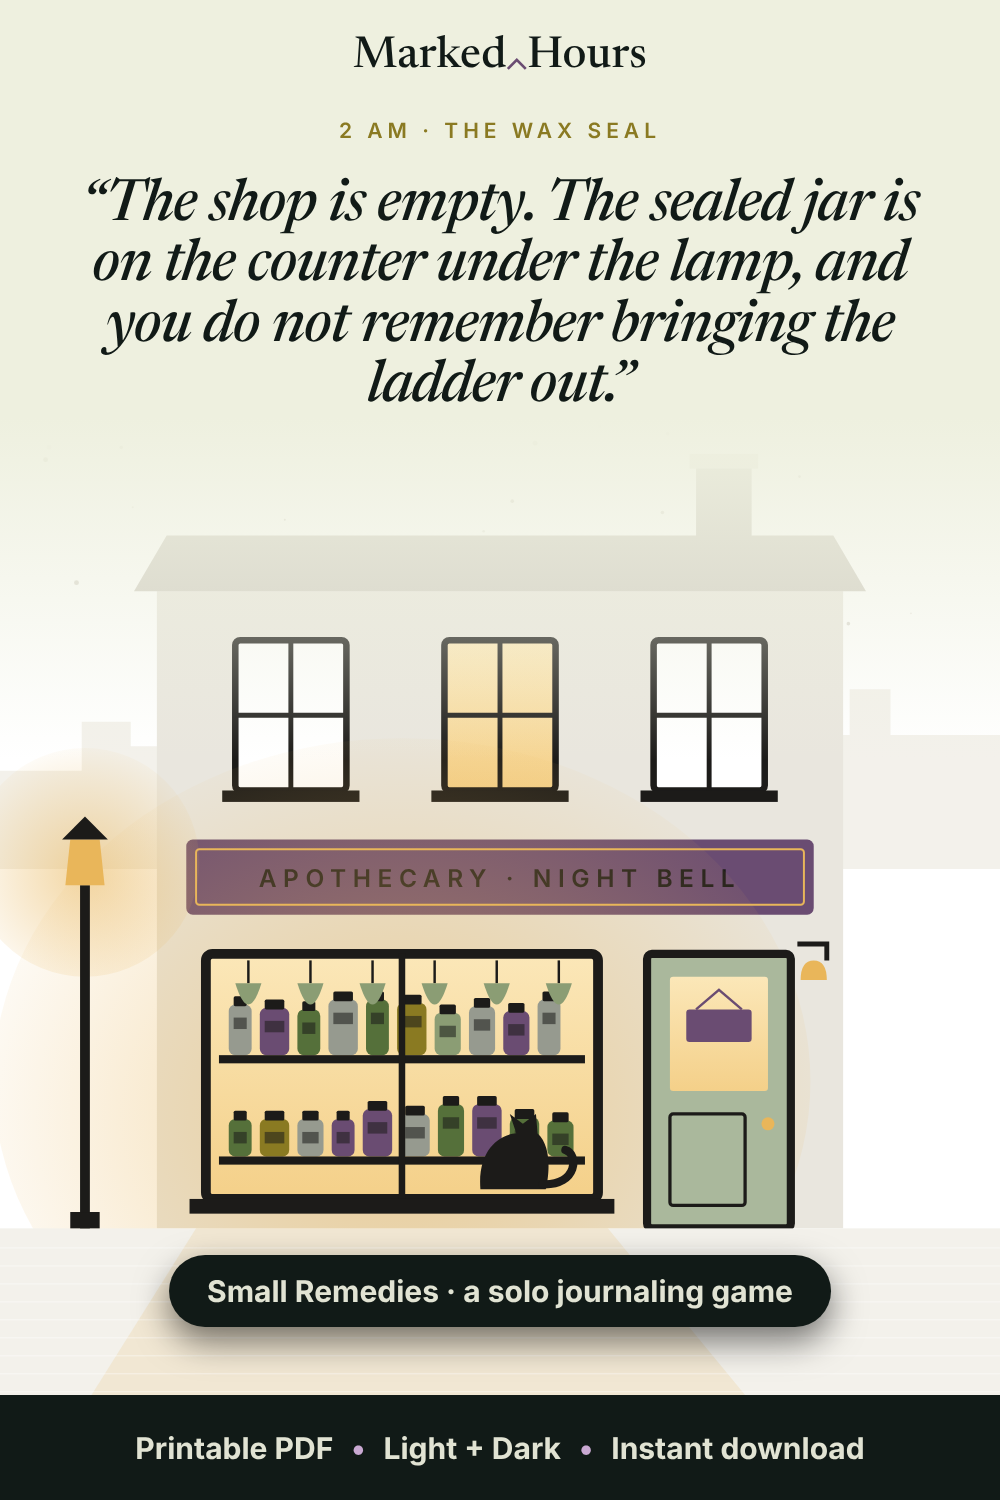 Marked‸Hours
2 AM · THE WAX SEAL
“The shop is empty. The sealed jar is
on the counter under the lamp, and
you do not remember bringing the
ladder out.”
APOTHECARY · NIGHT BELL
Small Remedies · a solo journaling game
Printable PDF • Light + Dark • Instant download